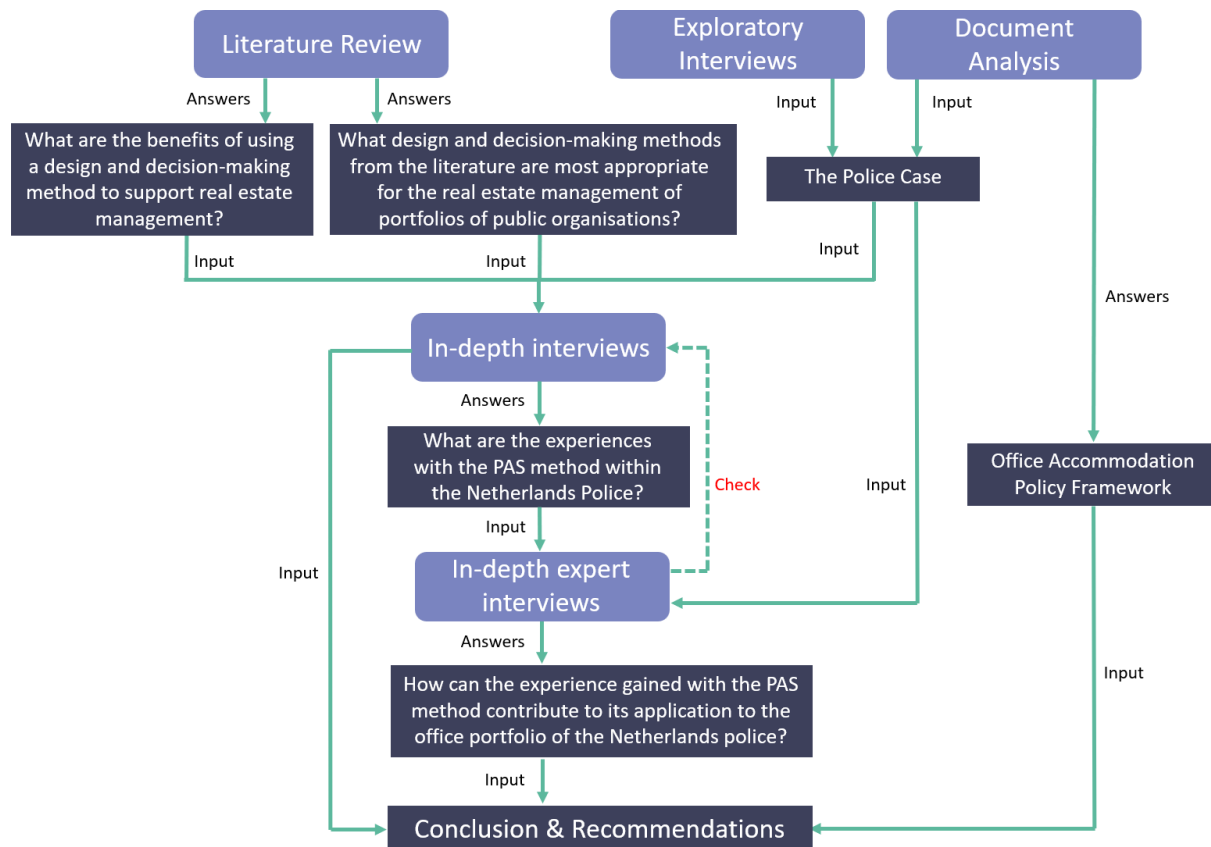 Literature Review
Exploratory
Interviews
Document
Analysis
Answers
Answers
Input
Input
What are the benefits of using
a design and decision-making
method to support real estate
management?
What design and decision-making methods
from the literature are most appropriate
for the real estate management of
portfolios of public organisations?
The Police Case
Input
Input
Input
Answers
In-depth interviews
Answers
What are the experiences
with the PAS method within
the Netherlands Police?
Check
Input
Office Accommodation
Policy Framework
Input
Input
In-depth expert
interviews
Answers
Input
How can the experience gained with the PAS
method contribute to its application to the
office portfolio of the Netherlands police?
Input
Conclusion & Recommendations